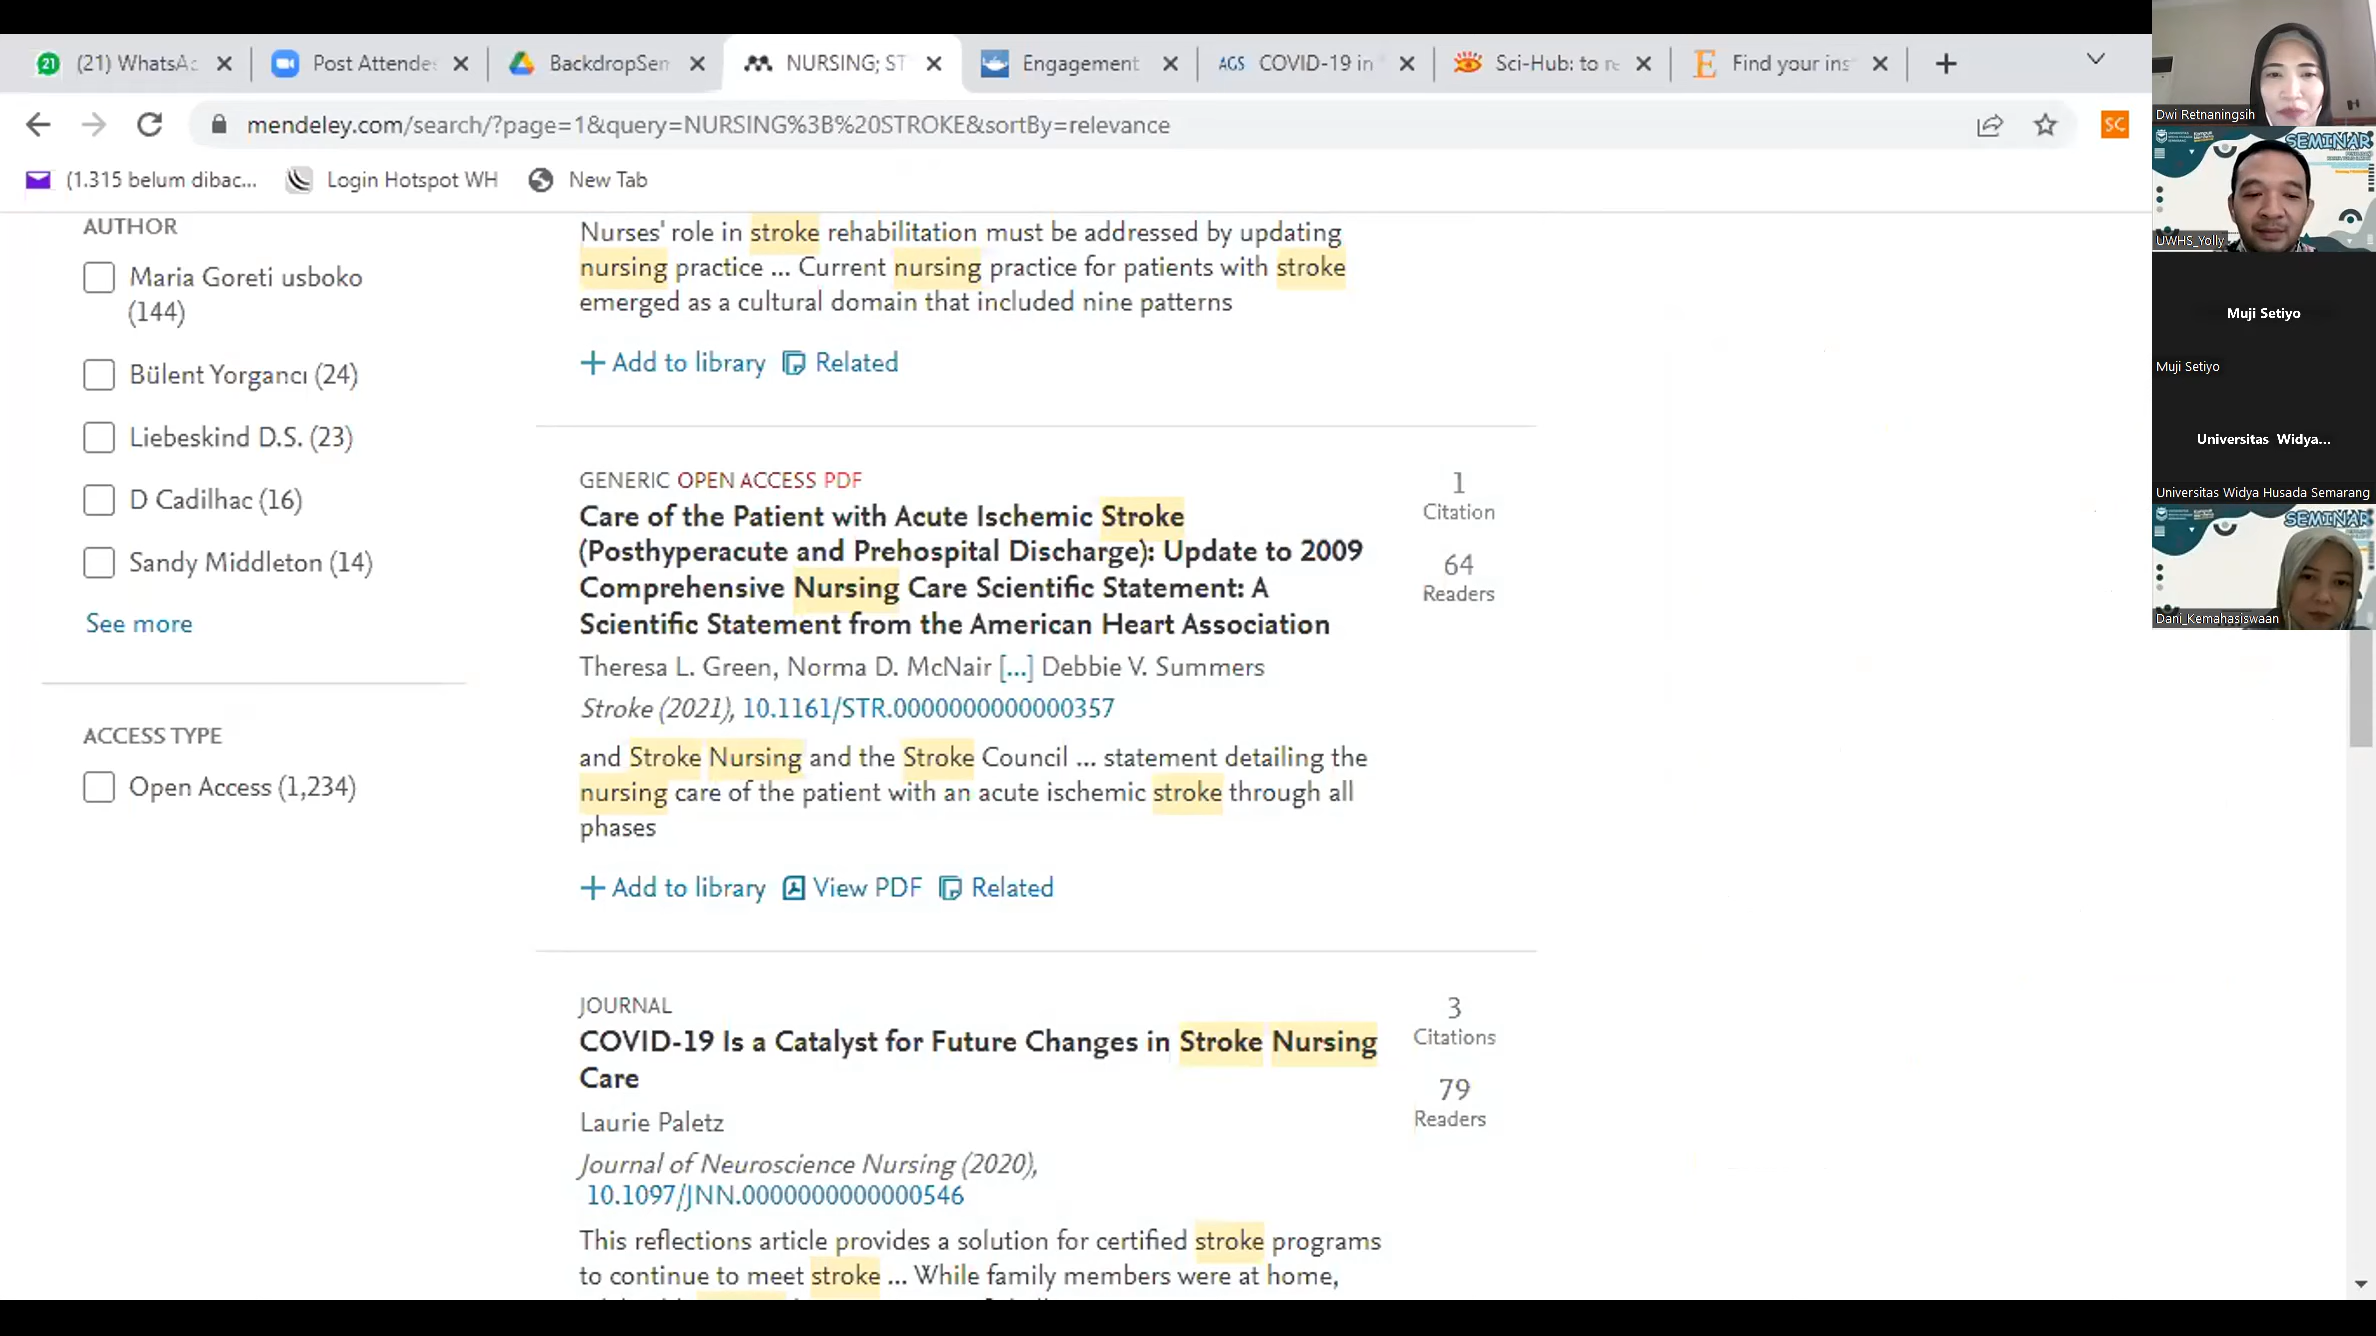 (21) WhatsAp
Post Attende
BackdropSem
NURSING; ST
Engagement
AGS COVID-19 in
Sci-Hub: to re
Find your ins
mendeley.com/search/?page=1&query=NURSING%3B%20STROKE&sortBy=relevance
(1.315 belum dibac...
Login Hotspot WH
New Tab
AUTHOR
Maria Goreti usboko
(144)
Bülent Yorgancı (24)
Liebeskind D.S. (23)
D Cadilhac (16)
Sandy Middleton (14)
See more
ACCESS TYPE
Open Access (1,234)
Nurses' role in stroke rehabilitation must be addressed by updating
nursing practice ... Current nursing practice for patients with stroke
emerged as a cultural domain that included nine patterns
Add to library Related
GENERIC OPEN ACCESS PDF
Care of the Patient with Acute Ischemic Stroke
(Posthyperacute and Prehospital Discharge): Update to 2009
Comprehensive Nursing Care Scientific Statement: A
Scientific Statement from the American Heart Association
Theresa L. Green, Norma D. McNair [...] Debbie V. Summers
Stroke (2021), 10.1161/STR.0000000000000357
and Stroke Nursing and the Stroke Council ... statement detailing the
nursing care of the patient with an acute ischemic stroke through all
phases
Add to library View PDF Related
1
Citation
64
Readers
JOURNAL
COVID-19 Is a Catalyst for Future Changes in Stroke Nursing
Care
Laurie Paletz
Journal of Neuroscience Nursing (2020),
10.1097/JNN.0000000000000546
This reflections article provides a solution for certified stroke programs
to continue to meet stroke ... While family members were at home,
3
Citations
79
Readers
Dwi Retnaningsih
SEMINAR
UWHS_Yolly
Muji Setiyo
Muji Setiyo
Universitas Widya...
Universitas Widya Husada Semarang
SEMINAR
Dani_Kemahasiswaan